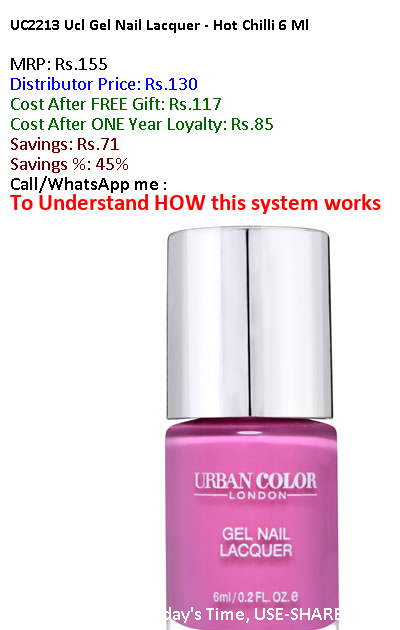 UC2213 Ucl Gel Nail Lacquer - Hot Chilli 6 Ml
MRP: Rs.155
Distributor Price: Rs.130
Cost After FREE Gift: Rs.117
Cost After ONE Year Loyalty: Rs.85
Savings: Rs.71
Savings %: 45%
Call/WhatsApp me :
To Understand HOW this system works
URBAN COLOR
LONDON
GEL NAIL
LACQUER
6ml/0.2 FL. OZ. e
Time, USE-SHARE